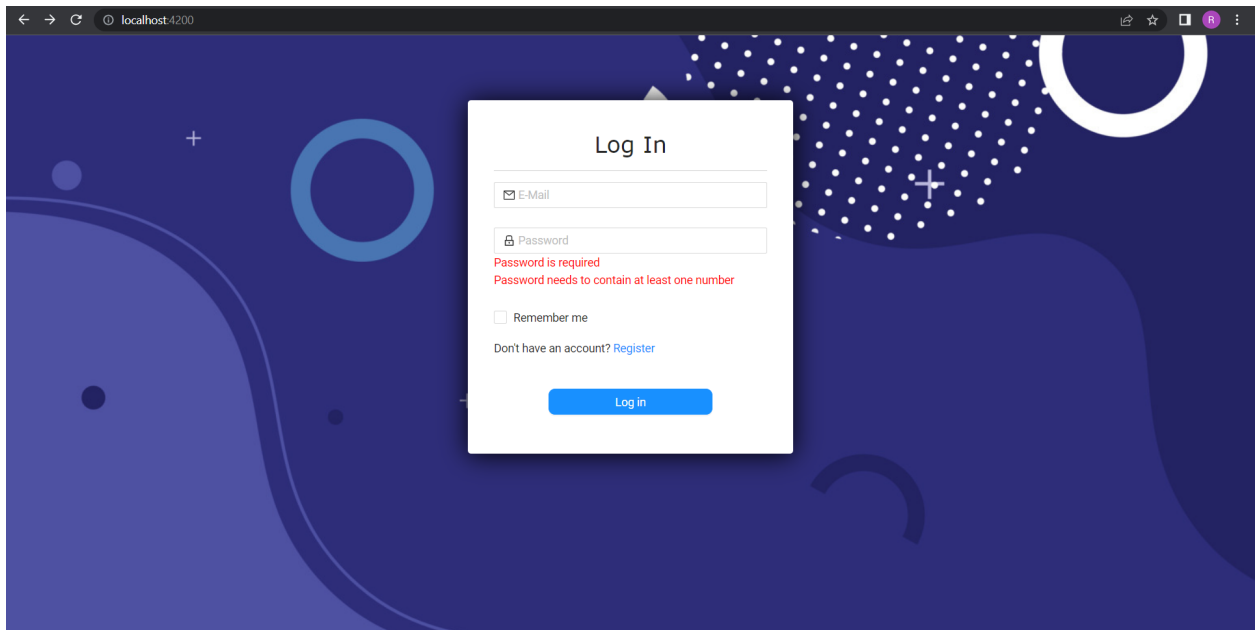 localhost:4200
R
Log In
E-Mail
Password
Password is required
Password needs to contain at least one number
Remember me
Don't have an account? Register
Log in